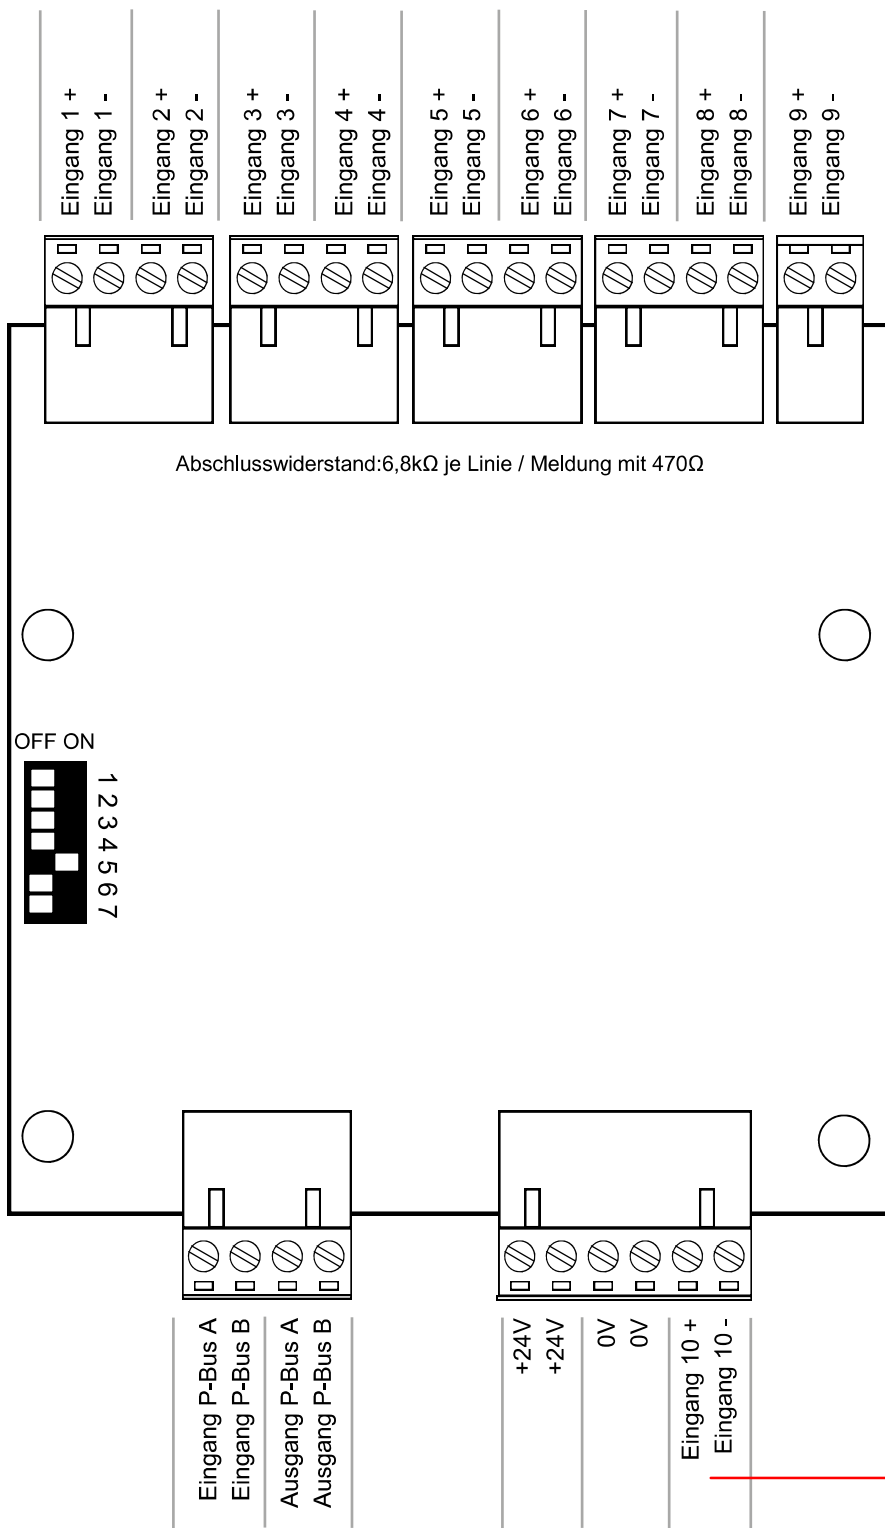 Eingang 1 +
Eingang 1 -
Eingang 2 +
Eingang 2 -
Eingang 3 +
Eingang 3 -
Eingang 4 +
Eingang 4 -
Eingang 5 +
Eingang 5 -
Eingang 6 +
Eingang 6 -
Eingang 7 +
Eingang 7 -
Eingang 8 +
Eingang 8 -
Eingang 9 +
Eingang 9 -
Abschlusswiderstand:6,8kΩ je Linie / Meldung mit 470Ω
OFF ON
1
2
3
4
5
6
7
Eingang P-Bus A
Eingang P-Bus B
Ausgang P-Bus A
Ausgang P-Bus B
+24V
+24V
0V
0V
Eingang 10 +
Eingang 10 -